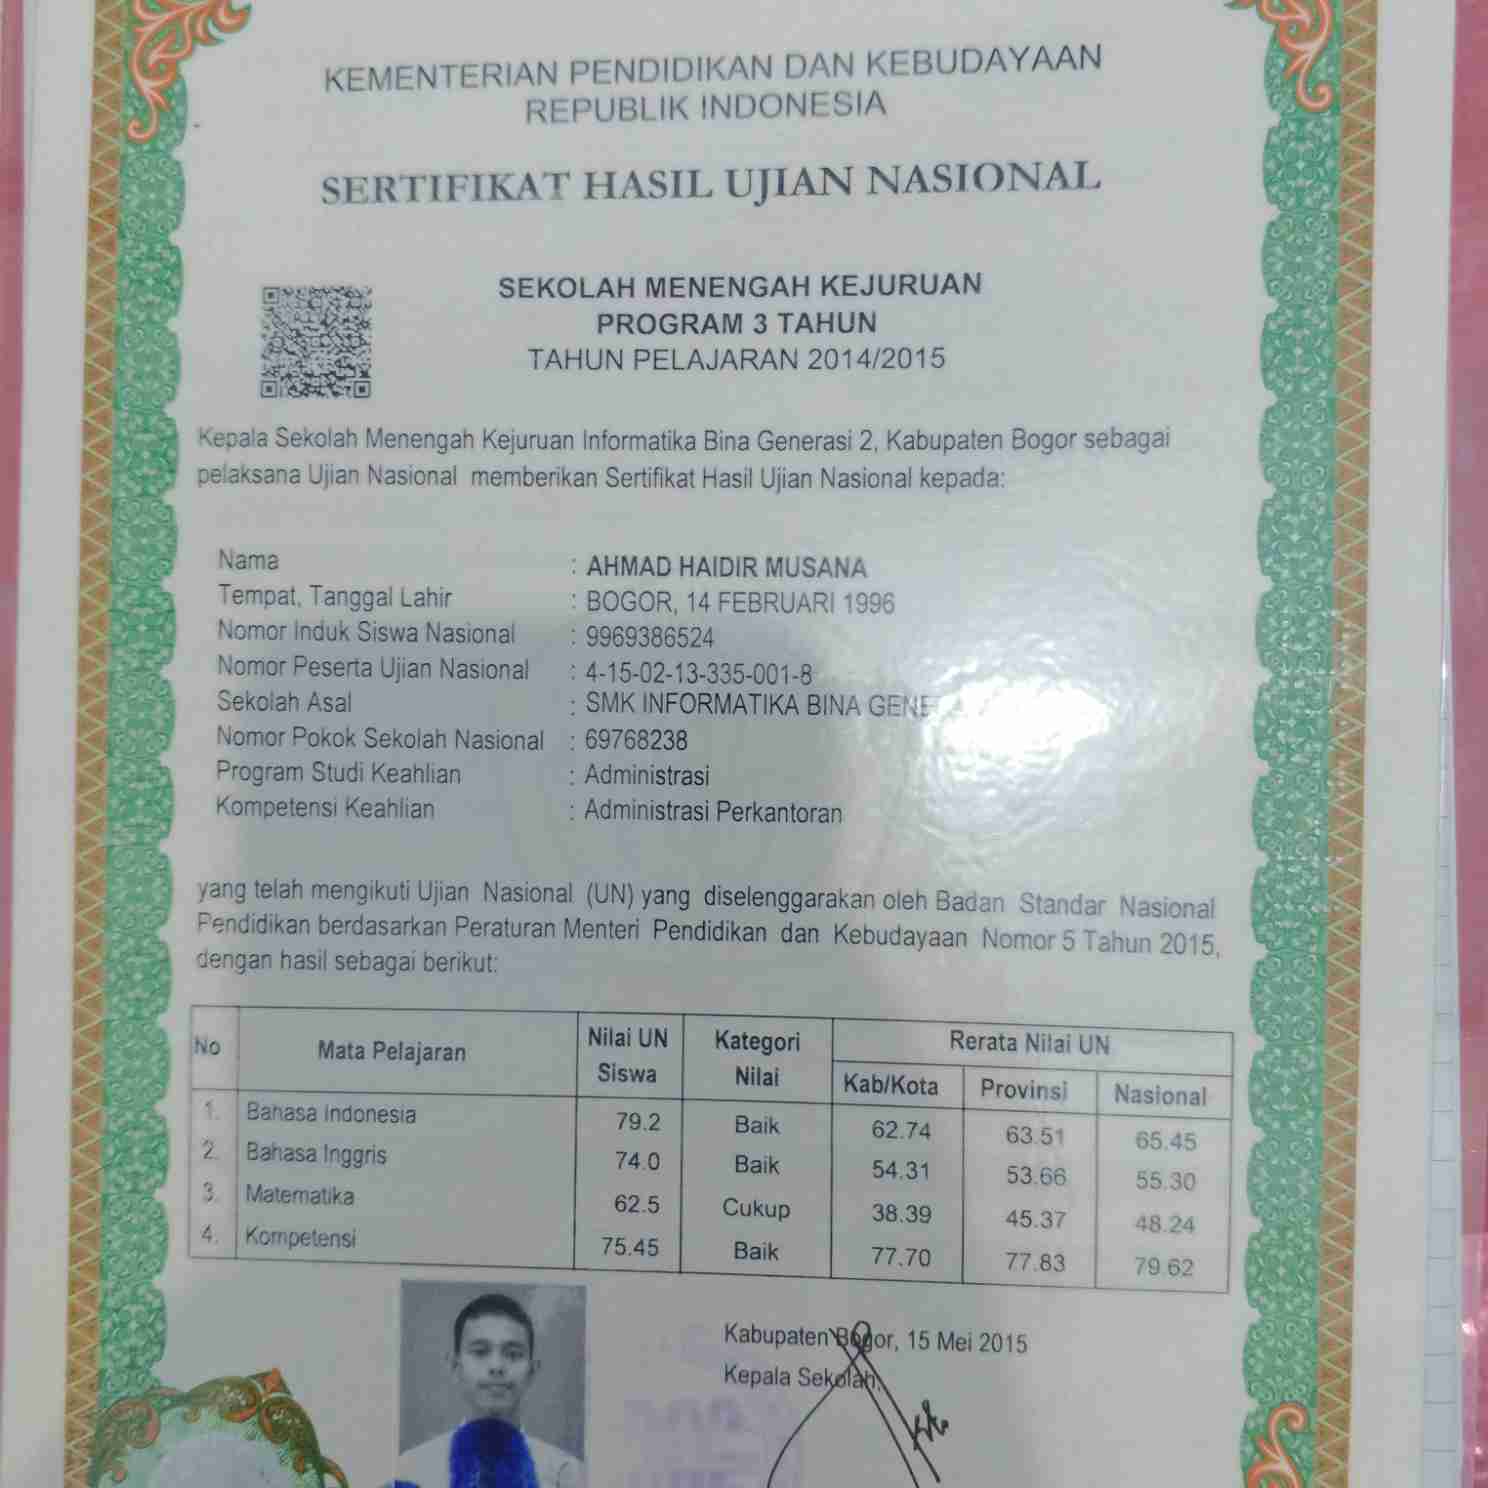 KEMENTERIAN PENDIDIKAN DAN KEBUDAYAAN
REPUBLIK INDONESIA
SERTIFIKAT HASIL UJIAN NASIONAL
SEKOLAH MENENGAH KEJURUAN
PROGRAM 3 TAHUN
TAHUN PELAJARAN 2014/2015
Kepala Sekolah Menengah Kejuruan Informatika Bina Generasi 2, Kabupaten Bogor sebagai
pelaksana Ujian Nasional memberikan Sertifikat Hasil Ujian Nasional kepada:
Nama : AHMAD HAIDIR MUSANA
Tempat, Tanggal Lahir : BOGOR, 14 FEBRUARI 1996
Nomor Induk Siswa Nasional : 9969386524
Nomor Peserta Ujian Nasional : 4-15-02-13-335-001-8
Sekolah Asal : SMK INFORMATIKA BINA
Nomor Pokok Sekolah Nasional : 69768238
Program Studi Keahlian : Administrasi
Kompetensi Keahlian : Administrasi Perkantoran
yang telah mengikuti Ujian Nasional (UN) yang diselenggarakan oleh Badan Standar Nasional
Pendidikan berdasarkan Peraturan Menteri Pendidikan dan Kebudayaan Nomor 5 Tahun 2015,
dengan hasil sebagai berikut:
No Mata Pelajaran Nilai UN Siswa Kategori Nilai Rerata Nilai UN
Kab/Kota Provinsi Nasional
1. Bahasa Indonesia 79.2 Baik 62.74 63.51 65.45
2. Bahasa Inggris 74.0 Baik 54.31 53.66 55.30
3. Matematika 62.5 Cukup 38.39 45.37 48.24
4. Kompetensi 75.45 Baik 77.70 77.83 79.62
Kabupaten Bogor, 15 Mei 2015
Kepala Sekolah,